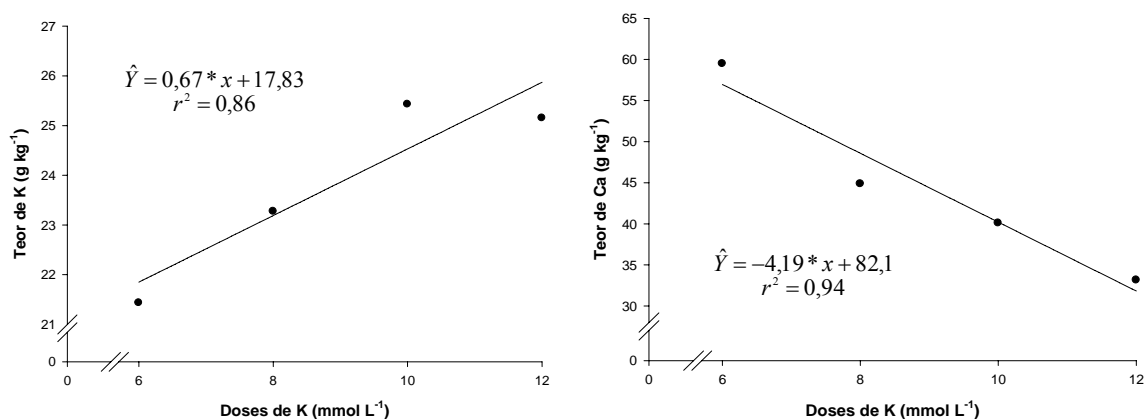 27
26
25
24
23
22
21
0
Teor de K (g kg⁻¹)
Ŷ = 0,67 * x + 17,83
r² = 0,86
0 6 8 10 12
Doses de K (mmol L⁻¹)
65
60
55
50
45
40
35
30
0
Teor de Ca (g kg⁻¹)
Ŷ = −4,19 * x + 82,1
r² = 0,94
0 6 8 10 12
Doses de K (mmol L⁻¹)